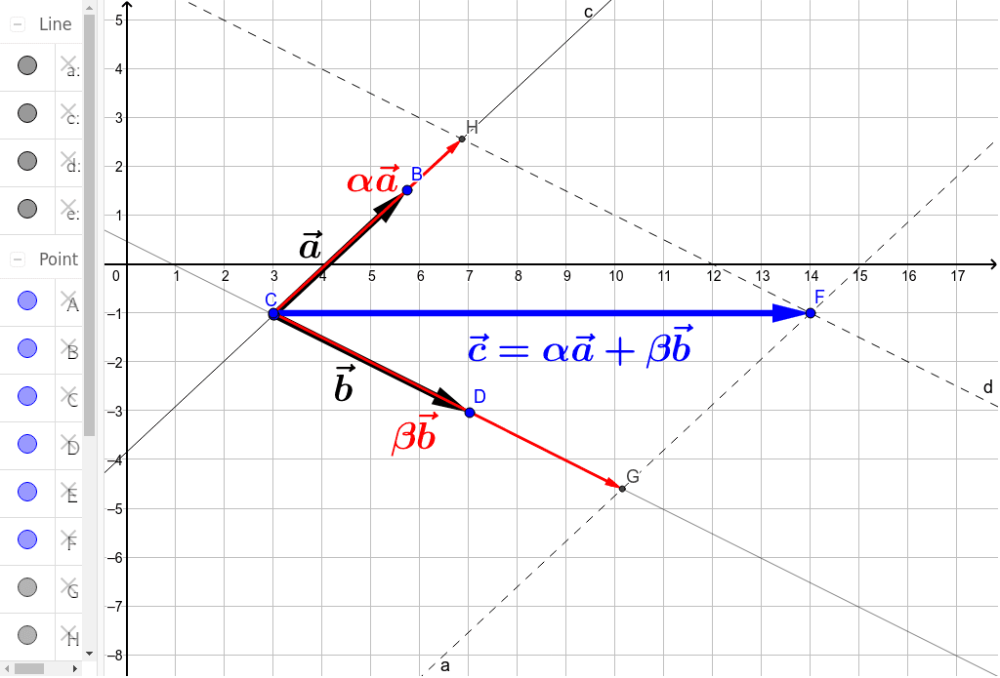 Line
a:
c:
d:
e:
Point
A
B
C
D
E
F
G
H
5
4
3
2
1
0 1 2 3 4 5 6 7 8 9 10 11 12 13 14 15 16 17
−1
−2
−3
−4
−5
−6
−7
−8
c
H
B
αa⃗
a⃗
C
F
c⃗ = αa⃗ + βb⃗
b⃗
D
βb⃗
d
G
a